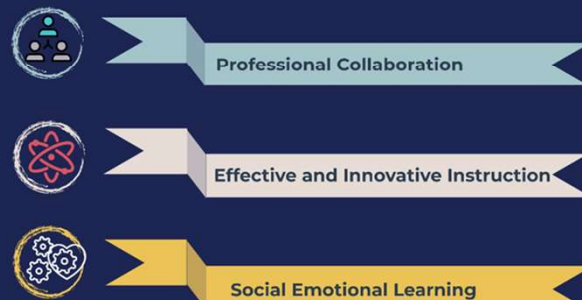 Professional Collaboration
Effective and Innovative Instruction
Social Emotional Learning